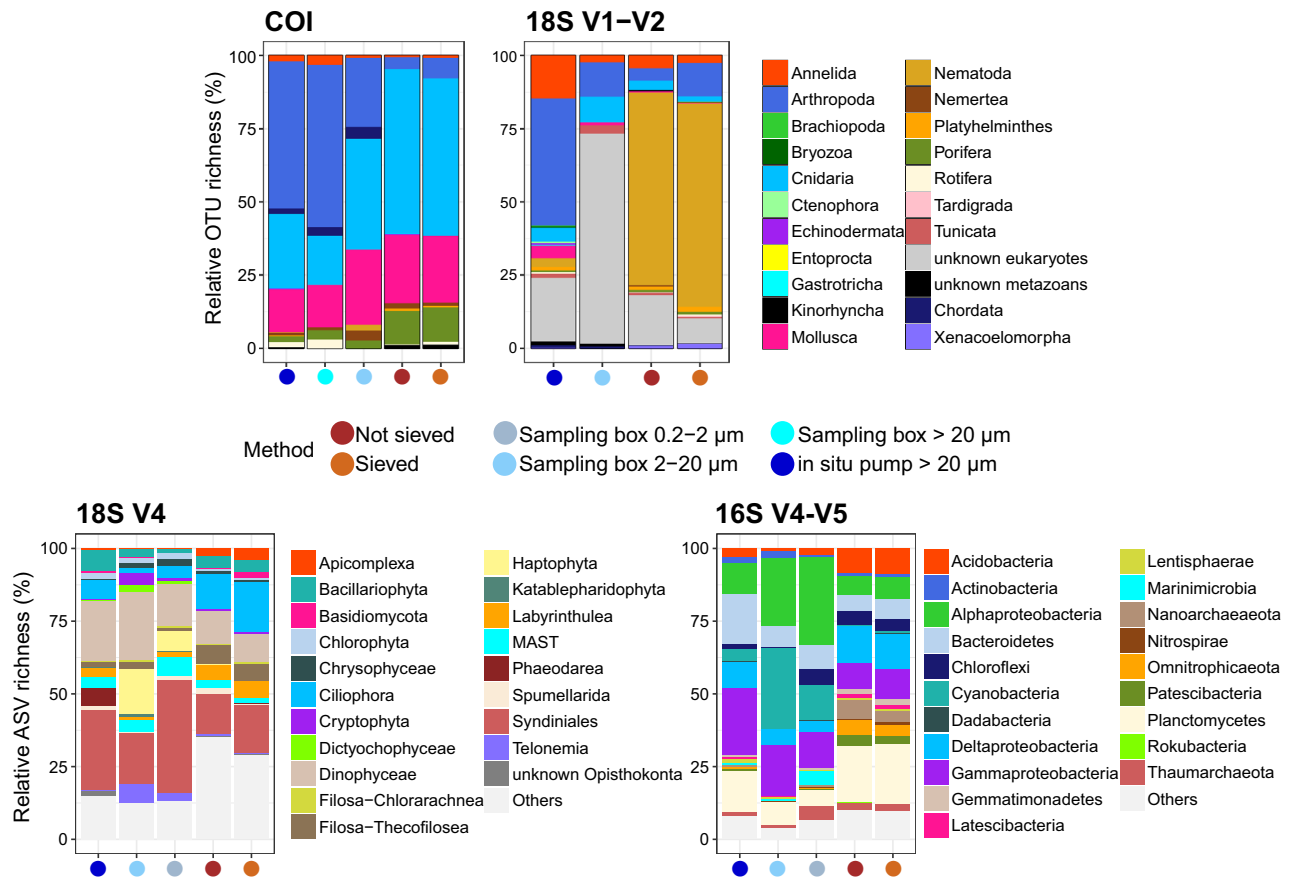 COI
18S V1−V2
Relative OTU richness (%)
100
75
50
25
0
100
75
50
25
0
Annelida
Arthropoda
Brachiopoda
Bryozoa
Cnidaria
Ctenophora
Echinodermata
Entoprocta
Gastrotricha
Kinorhyncha
Mollusca
Nematoda
Nemertea
Platyhelminthes
Porifera
Rotifera
Tardigrada
Tunicata
unknown eukaryotes
unknown metazoans
Chordata
Xenacoelomorpha
Method
Not sieved
Sieved
Sampling box 0.2−2 µm
Sampling box 2−20 µm
Sampling box > 20 µm
in situ pump > 20 µm
18S V4
Relative ASV richness (%)
100
75
50
25
0
Apicomplexa
Bacillariophyta
Basidiomycota
Chlorophyta
Chrysophyceae
Ciliophora
Cryptophyta
Dictyochophyceae
Dinophyceae
Filosa−Chlorarachnea
Filosa−Thecofilosea
Haptophyta
Katablepharidophyta
Labyrinthulea
MAST
Phaeodarea
Spumellarida
Syndiniales
Telonemia
unknown Opisthokonta
Others
16S V4-V5
100
75
50
25
0
Acidobacteria
Actinobacteria
Alphaproteobacteria
Bacteroidetes
Chloroflexi
Cyanobacteria
Dadabacteria
Deltaproteobacteria
Gammaproteobacteria
Gemmatimonadetes
Latescibacteria
Lentisphaerae
Marinimicrobia
Nanoarchaeaeota
Nitrospirae
Omnitrophicaeota
Patescibacteria
Planctomycetes
Rokubacteria
Thaumarchaeota
Others